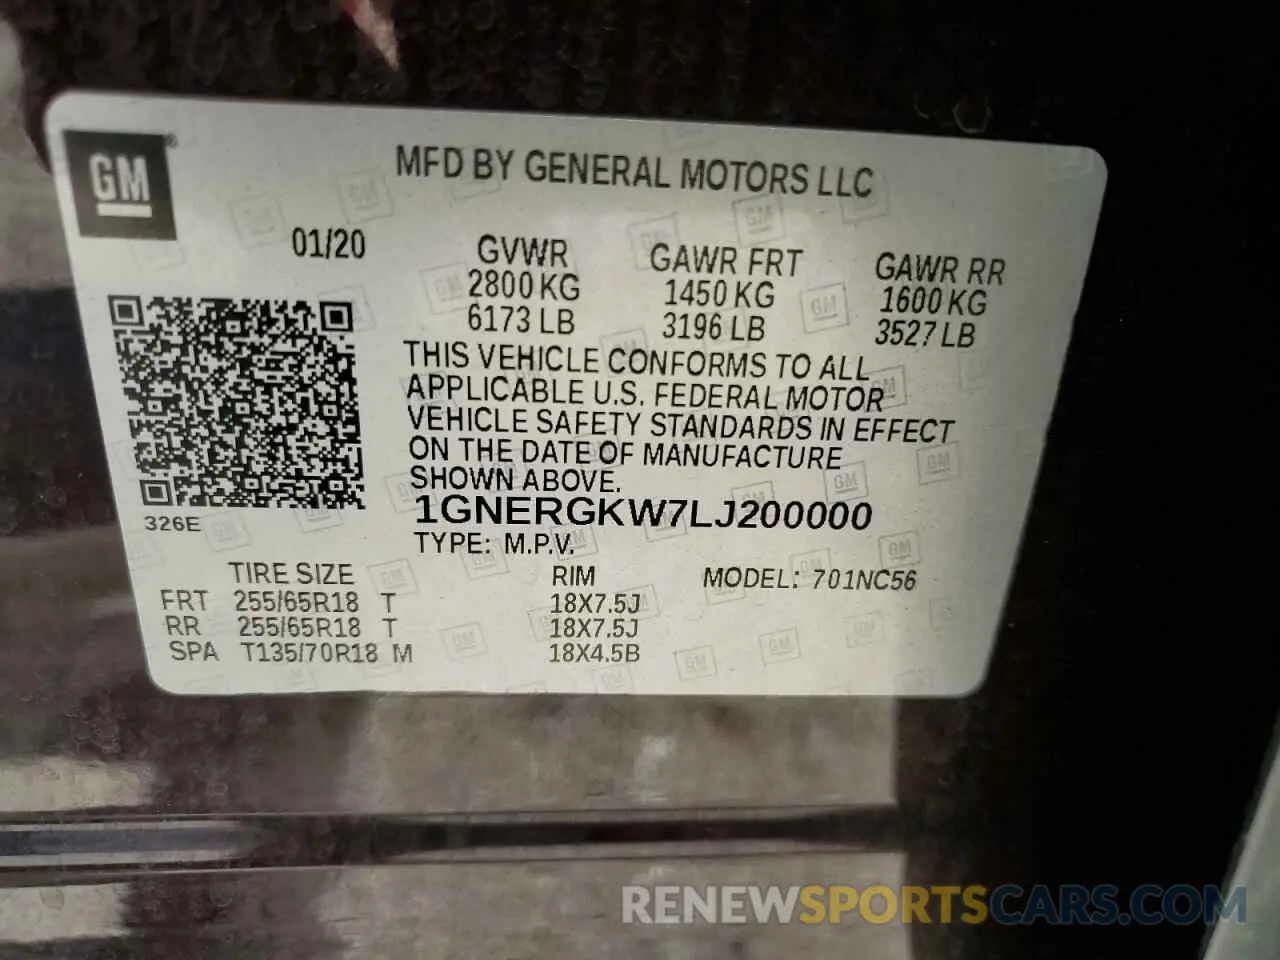 GM®
MFD BY GENERAL MOTORS LLC
01/20
GVWR GAWR FRT GAWR RR
2800 KG 1450 KG 1600 KG
6173 LB 3196 LB 3527 LB
THIS VEHICLE CONFORMS TO ALL
APPLICABLE U.S. FEDERAL MOTOR
VEHICLE SAFETY STANDARDS IN EFFECT
ON THE DATE OF MANUFACTURE
SHOWN ABOVE.
326E
1GNERGKW7LJ200000
TYPE: M.P.V.
TIRE SIZE RIM MODEL: 701NC56
FRT 255/65R18 T 18X7.5J
RR 255/65R18 T 18X7.5J
SPA T135/70R18 M 18X4.5B
RENEWSPORTSCARS.COM